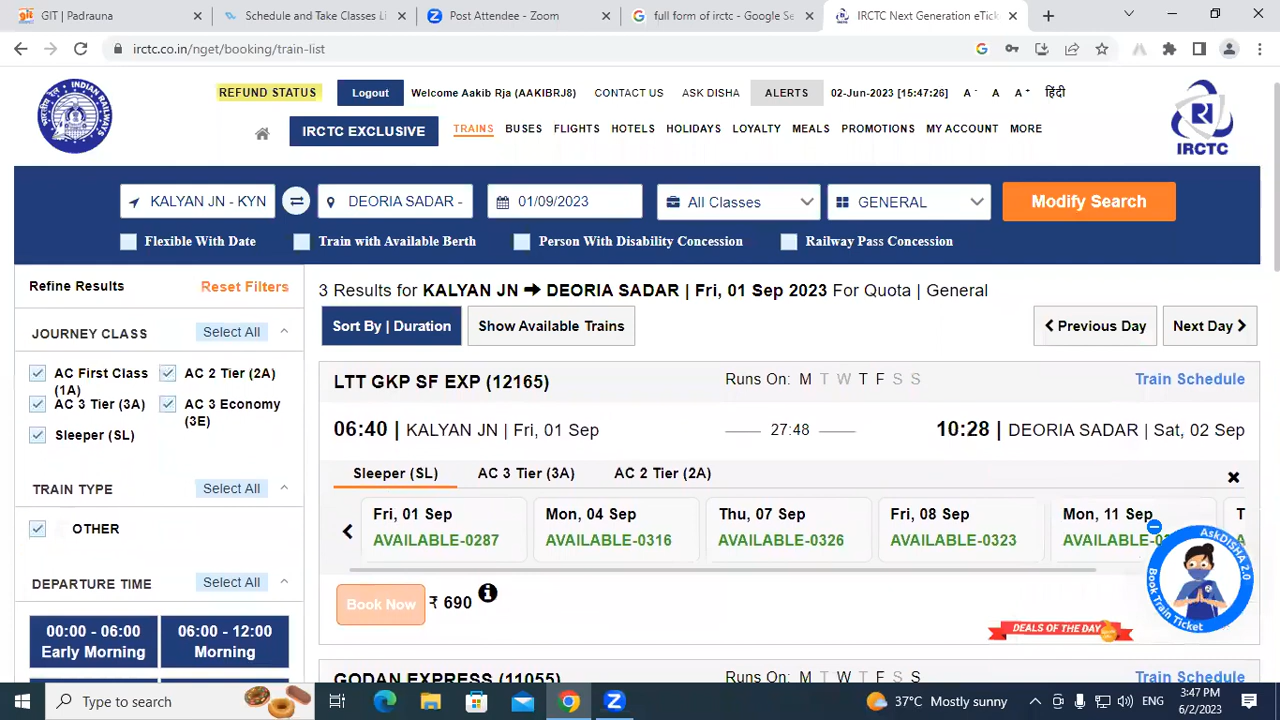 GIT | Padrauna
Schedule and Take Classes Li
Post Attendee - Zoom
full form of irctc - Google Se
IRCTC Next Generation eTick
irctc.co.in/nget/booking/train-list
REFUND STATUS
Logout
Welcome Aakib Rja (AAKIBRJ8)
CONTACT US
ASK DISHA
ALERTS
02-Jun-2023 [15:47:26]
A -
A
A +
हिंदी
INDIAN RAILWAYS
IRCTC EXCLUSIVE
TRAINS
BUSES
FLIGHTS
HOTELS
HOLIDAYS
LOYALTY
MEALS
PROMOTIONS
MY ACCOUNT
MORE
IRCTC
KALYAN JN - KYN
DEORIA SADAR -
01/09/2023
All Classes
GENERAL
Modify Search
Flexible With Date
Train with Available Berth
Person With Disability Concession
Railway Pass Concession
Refine Results
Reset Filters
JOURNEY CLASS
Select All
AC First Class (1A)
AC 2 Tier (2A)
AC 3 Tier (3A)
AC 3 Economy (3E)
Sleeper (SL)
TRAIN TYPE
Select All
OTHER
DEPARTURE TIME
Select All
00:00 - 06:00
Early Morning
06:00 - 12:00
Morning
3 Results for KALYAN JN ➔ DEORIA SADAR | Fri, 01 Sep 2023 For Quota | General
Sort By | Duration
Show Available Trains
Previous Day
Next Day
LTT GKP SF EXP (12165)
Runs On: M T W T F S S
Train Schedule
06:40 | KALYAN JN | Fri, 01 Sep
27:48
10:28 | DEORIA SADAR | Sat, 02 Sep
Sleeper (SL)
AC 3 Tier (3A)
AC 2 Tier (2A)
Fri, 01 Sep
AVAILABLE-0287
Mon, 04 Sep
AVAILABLE-0316
Thu, 07 Sep
AVAILABLE-0326
Fri, 08 Sep
AVAILABLE-0323
Mon, 11 Sep
Book Now
₹ 690
DEALS OF THE DAY
AskDISHA 2.0
Book Train Ticket
GODAN EXPRESS (11055)
Runs On: M T W T F S S
Train Schedule
Type here to search
37°C Mostly sunny
ENG
3:47 PM
6/2/2023